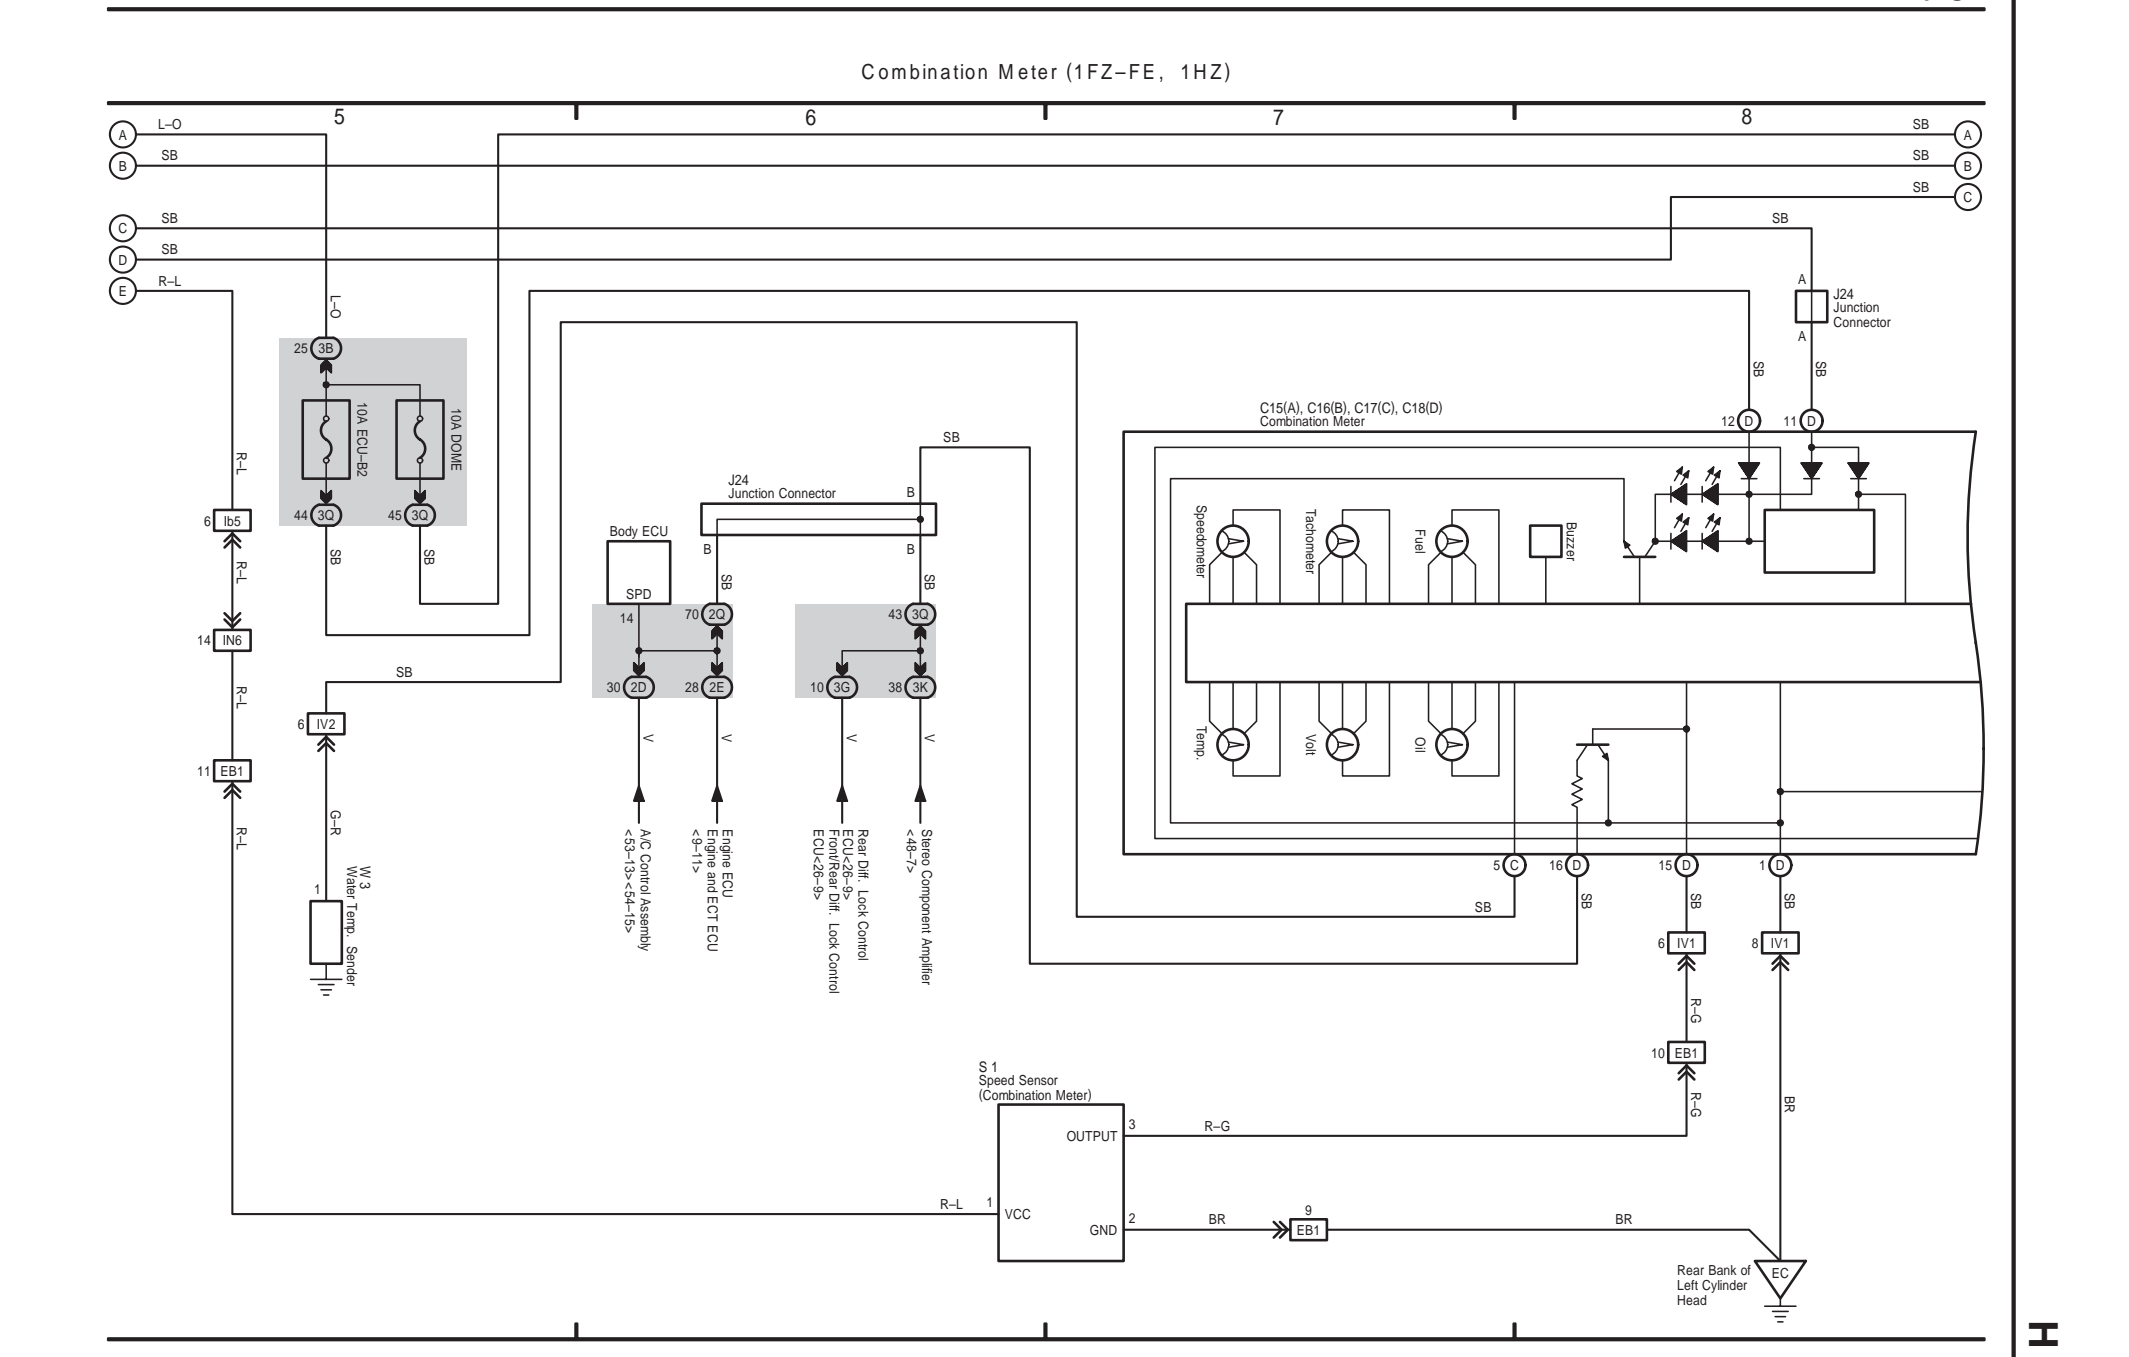 Combination Meter (1FZ–FE, 1HZ)
5
6
7
8
A
L–O
SB
A
B
SB
SB
B
SB
C
C
SB
SB
D
SB
E
R–L
L–O
A
J24
Junction
Connector
A
SB
SB
25
3B
10A ECU–B2
10A DOME
44
3Q
45
3Q
SB
SB
R–L
6
Ib5
R–L
14
IN6
R–L
11
EB1
R–L
SB
6
IV2
G–R
1
W 3
Water Temp. Sender
SB
J24
Junction Connector
B
B
B
SB
SB
Body ECU
SPD
14
70
2Q
30
2D
28
2E
43
3Q
10
3G
38
3K
V
V
V
V
A/C Control Assembly
<53–13><54–15>
Engine ECU
Engine and ECT ECU
<9–11>
Rear Diff. Lock Control
ECU<26–9>
Front/Rear Diff. Lock Control
ECU<26–9>
Stereo Component Amplifier
<48–7>
C15(A), C16(B), C17(C), C18(D)
Combination Meter
12
D
11
D
Speedometer
Tachometer
Fuel
Buzzer
Temp.
Volt
Oil
5
C
16
D
15
D
1
D
SB
SB
SB
SB
6
IV1
8
IV1
R–G
10
EB1
R–G
BR
S 1
Speed Sensor
(Combination Meter)
OUTPUT
3
R–G
R–L
1
VCC
GND
2
BR
9
EB1
BR
Rear Bank of
Left Cylinder
Head
EC
H